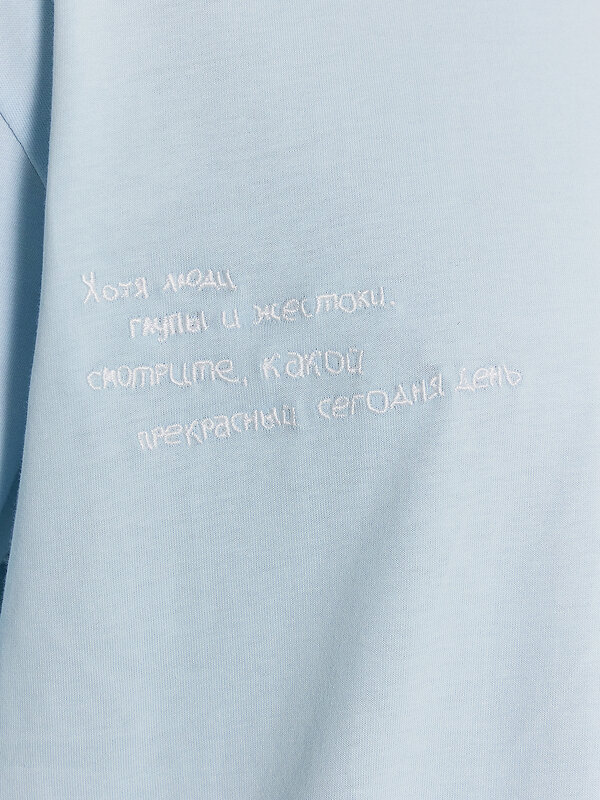 Хотя люди
глупы и жестоки.
смотрите, какой
прекрасный сегодня день